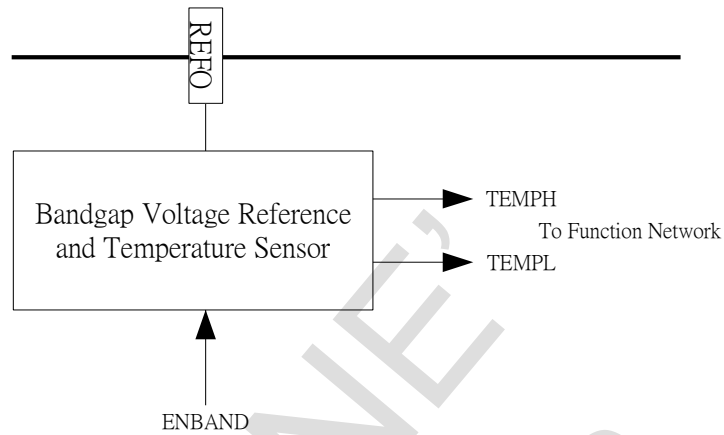 REFO
Bandgap Voltage Reference
and Temperature Sensor
TEMPH
To Function Network
TEMPL
ENBAND